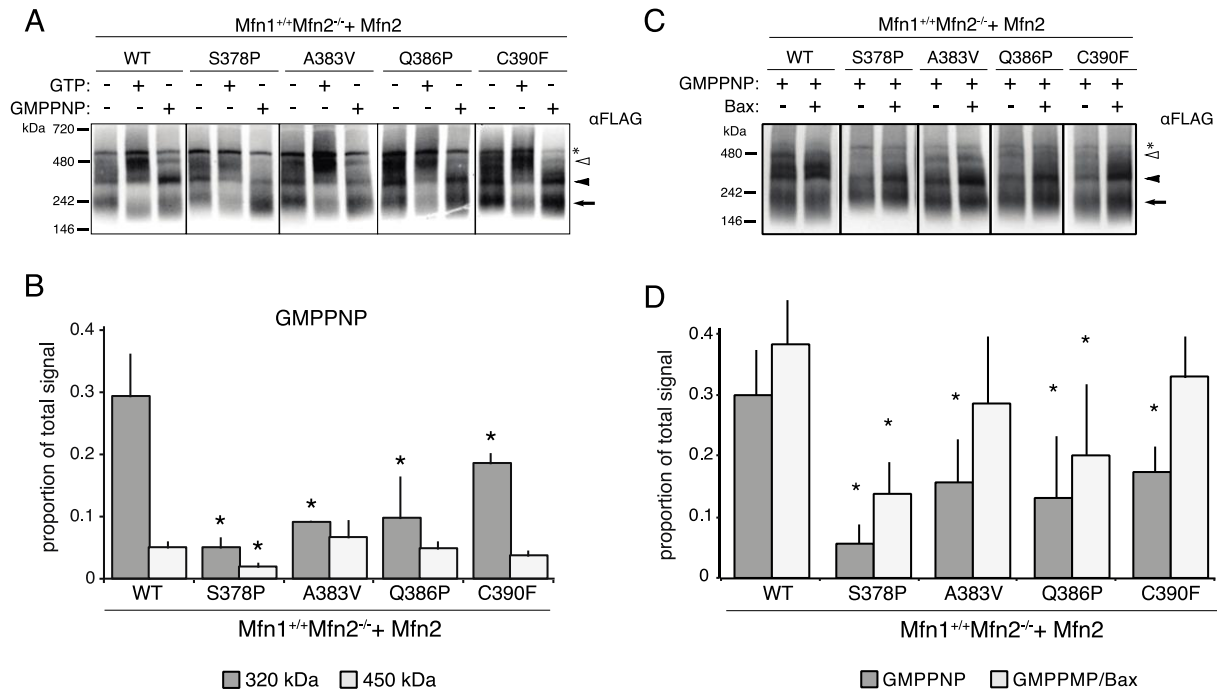 A
Mfn1+/+Mfn2-/-+ Mfn2
WT S378P A383V Q386P C390F
GTP: - + - - + - - + - - + - - + -
GMPPNP: - - + - - + - - + - - + - - +
kDa
720
480
242
146
αFLAG
*
B
GMPPNP
proportion of total signal
0.4
0.3
0.2
0.1
0
* * * * *
WT S378P A383V Q386P C390F
Mfn1+/+Mfn2-/-+ Mfn2
320 kDa 450 kDa
C
Mfn1+/+Mfn2-/-+ Mfn2
WT S378P A383V Q386P C390F
GMPPNP: + + + + + + + + + +
Bax: - + - + - + - + - +
kDa
480
242
146
αFLAG
*
D
proportion of total signal
0.4
0.3
0.2
0.1
0
* * * * * *
WT S378P A383V Q386P C390F
Mfn1+/+Mfn2-/-+ Mfn2
GMPPNP GMPPMP/Bax